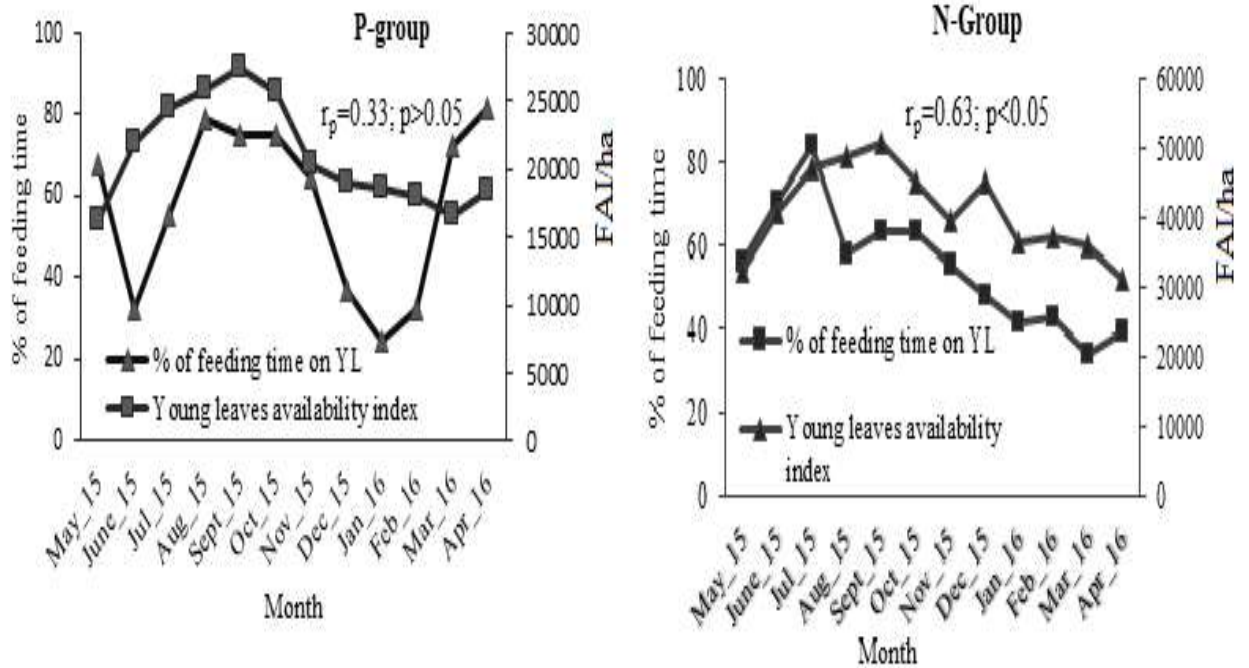 P-group
r_p=0.33; p>0.05
% of feeding time
100
80
60
40
20
0
30000
25000
20000
15000
10000
5000
0
FAI/ha
% of feeding time on YL
Young leaves availability index
May_15
June_15
Jul_15
Aug_15
Sept_15
Oct_15
Nov_15
Dec_15
Jan_16
Feb_16
Mar_16
Apr_16
Month
N-Group
r_p=0.63; p<0.05
% of feeding time
100
80
60
40
20
0
60000
50000
40000
30000
20000
10000
0
FAI/ha
% of feeding time on YL
Young leaves availability
index
May_15
June_15
Jul_15
Aug_15
Sept_15
Oct_15
Nov_15
Dec_15
Jan_16
Feb_16
Mar_16
Apr_16
Month